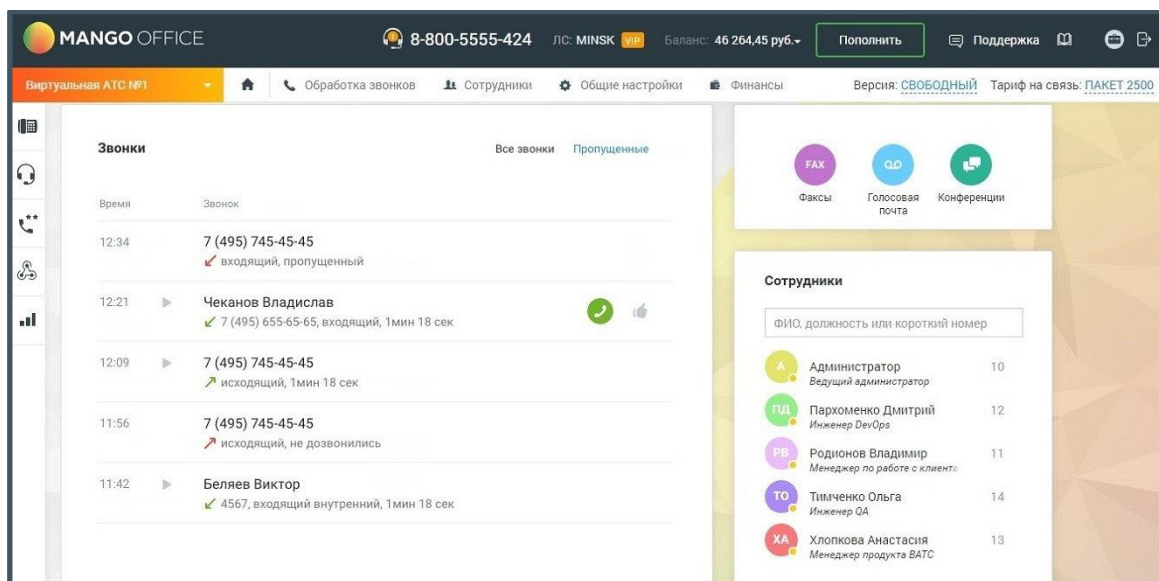 MANGO OFFICE
8-800-5555-424 ЛС: MINSK VIP Баланс: 46 264,45 руб. Пополнить Поддержка
Виртуальная АТС №1 Обработка звонков Сотрудники Общие настройки Финансы Версия: СВОБОДНЫЙ Тариф на связь: ПАКЕТ 2500
Звонки Все звонки Пропущенные
Время Звонок
12:34 7 (495) 745-45-45
входящий, пропущенный
12:21 Чеканов Владислав
7 (495) 655-65-65, входящий, 1мин 18 сек
12:09 7 (495) 745-45-45
исходящий, 1мин 18 сек
11:56 7 (495) 745-45-45
исходящий, не дозвонились
11:42 Беляев Виктор
4567, входящий внутренний, 1мин 18 сек
FAX
Факсы Голосовая почта Конференции
Сотрудники
ФИО, должность или короткий номер
А Администратор 10
Ведущий администратор
ПД Пархоменко Дмитрий 12
Инженер DevOps
РВ Родионов Владимир 11
Менеджер по работе с клиента
ТО Тимченко Ольга 14
Инженер QA
ХА Хлопкова Анастасия 13
Менеджер продукта ВАТС